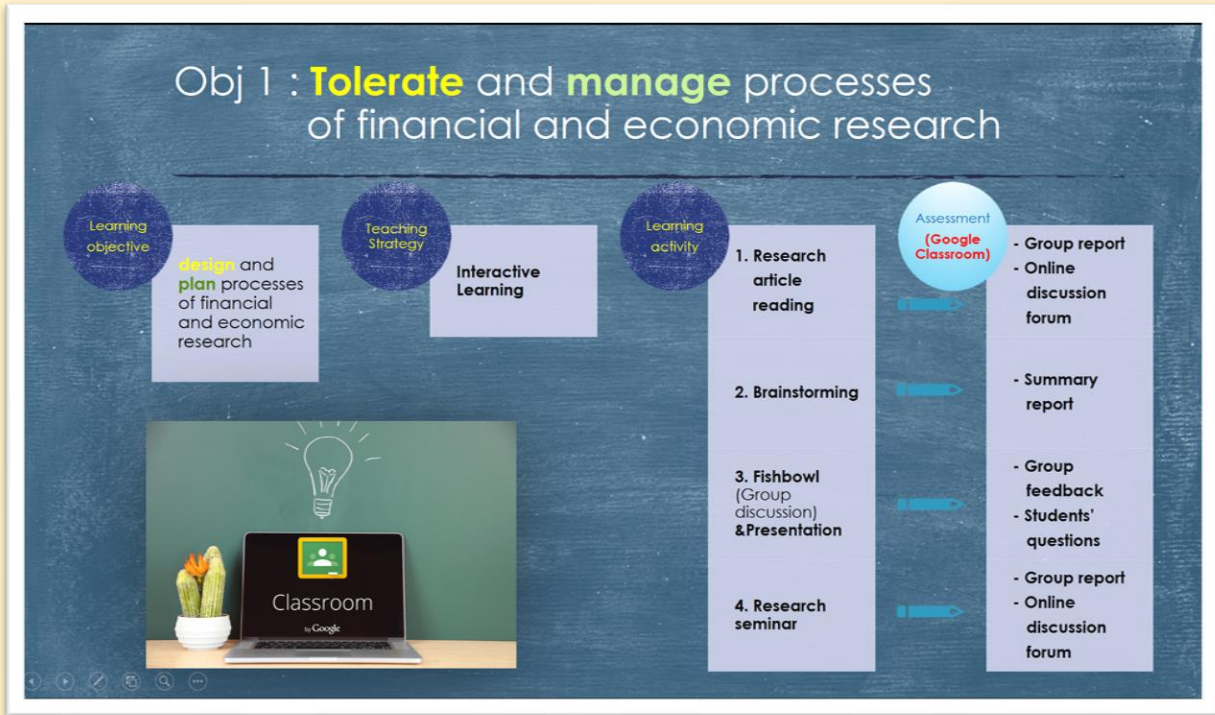 Obj 1 : Tolerate and manage processes
of financial and economic research
Learning
objective
design and
plan processes
of financial
and economic
research
Teaching
Strategy
Interactive
Learning
Learning
activity
1. Research
article
reading
2. Brainstorming
3. Fishbowl
(Group
discussion)
&Presentation
4. Research
seminar
Assessment
(Google
Classroom)
- Group report
- Online
discussion
forum
- Summary
report
- Group
feedback
- Students'
questions
- Group report
- Online
discussion
forum
Classroom
by Google